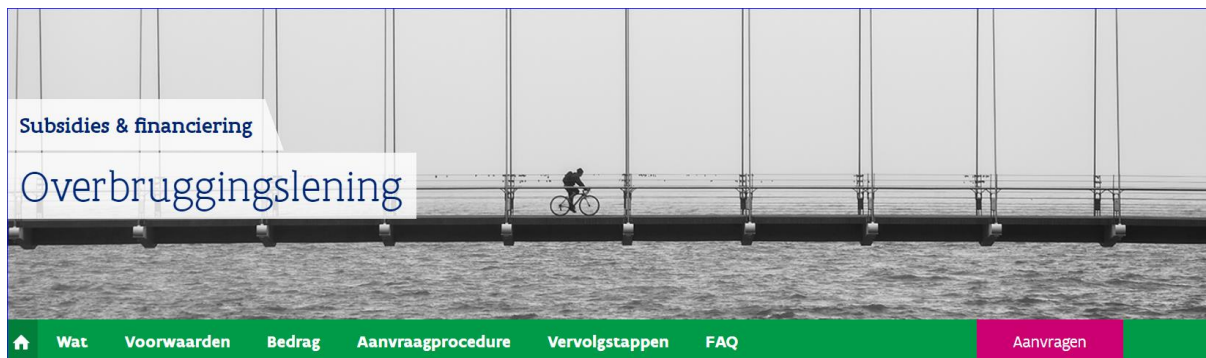 Subsidies & financiering
Overbruggingslening
Wat Voorwaarden Bedrag Aanvraagprocedure Vervolgstappen FAQ Aanvragen